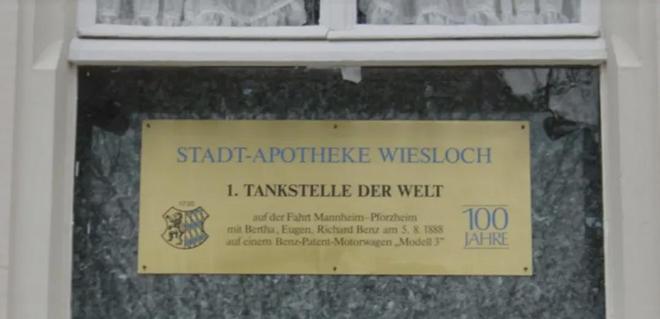 STADT-APOTHEKE WIESLOCH
1. TANKSTELLE DER WELT
1720
auf der Fahrt Mannheim-Pforzheim
mit Bertha, Eugen, Richard Benz am 5. 8. 1888
auf einem Benz-Patent-Motorwagen „Modell 3"
100
JAHRE